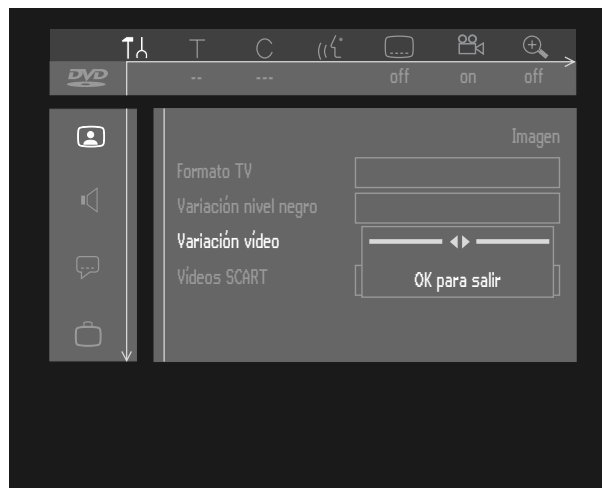 T C
DVD -- --- off on off
Imagen
Formato TV
Variación nivel negro
Variación vídeo
Vídeos SCART
OK para salir